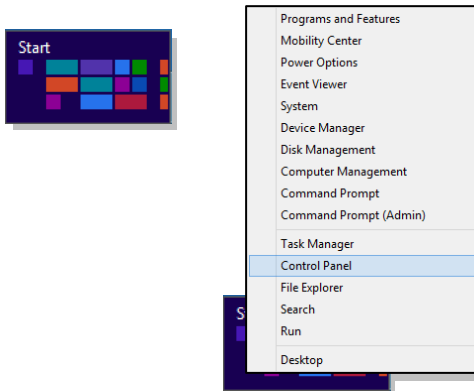 Start
Programs and Features
Mobility Center
Power Options
Event Viewer
System
Device Manager
Disk Management
Computer Management
Command Prompt
Command Prompt (Admin)
Task Manager
Control Panel
File Explorer
Search
Run
Desktop